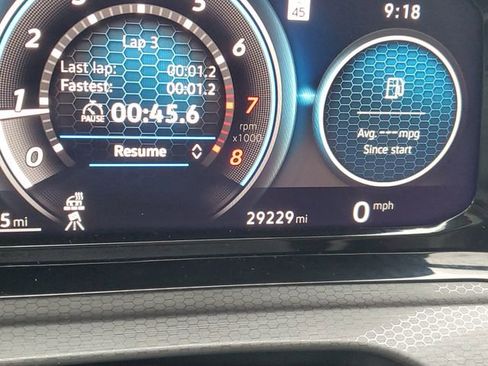 45
9:18
2
3
4
5
6
Lap 3
Last lap: 00:01.2
Fastest: 00:01.2
1
PAUSE 00:45.6
7
rpm
x1000
0
Resume
8
Avg. ---mpg
Since start
5 mi
29229 mi
0 mph